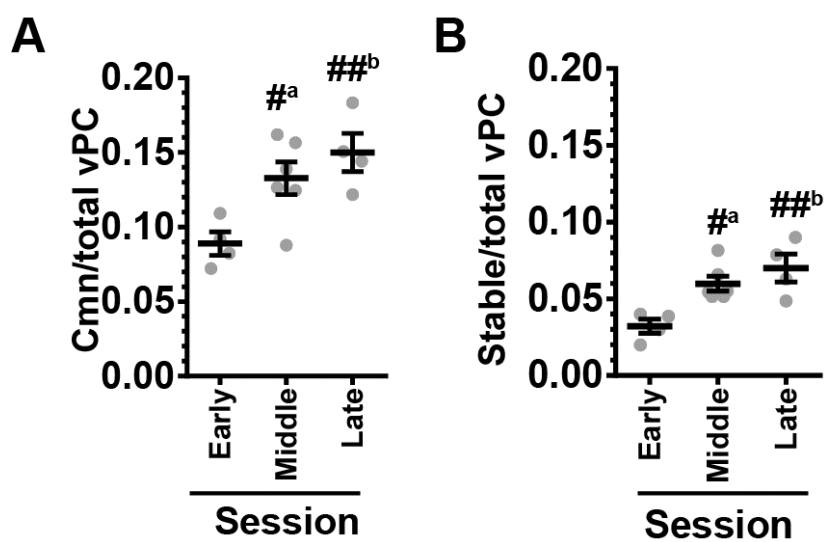 A
Cmn/total vPC
0.20
0.15
0.10
0.05
0.00
#a
##b
Early
Middle
Late
Session
B
Stable/total vPC
0.20
0.15
0.10
0.05
0.00
#a
##b
Early
Middle
Late
Session